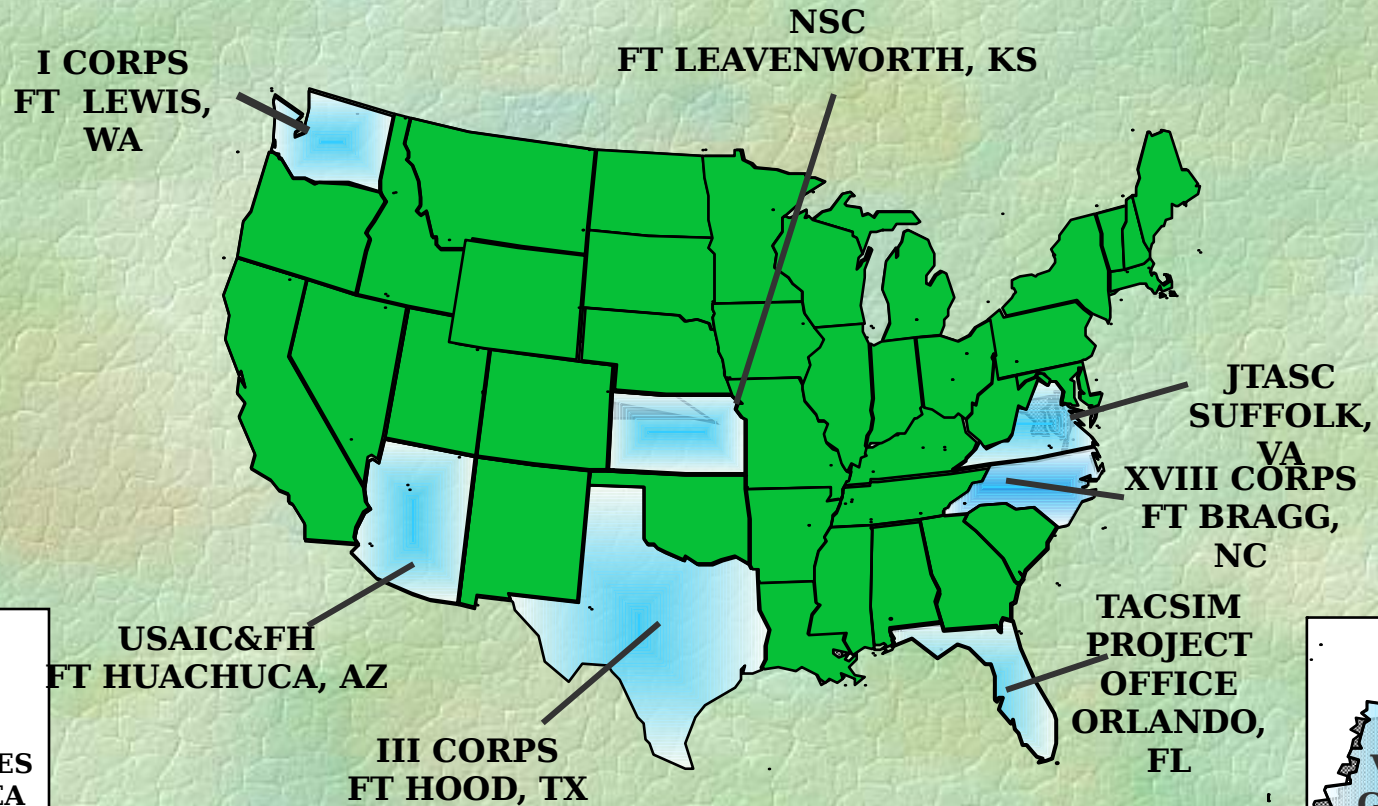 NSC
FT LEAVENWORTH, KS
I CORPS
FT LEWIS,
WA
JTASC
SUFFOLK,
VA
XVIII CORPS
FT BRAGG,
NC
TACSIM
PROJECT
OFFICE
ORLANDO,
FL
USAIC&FH
FT HUACHUCA, AZ
III CORPS
FT HOOD, TX